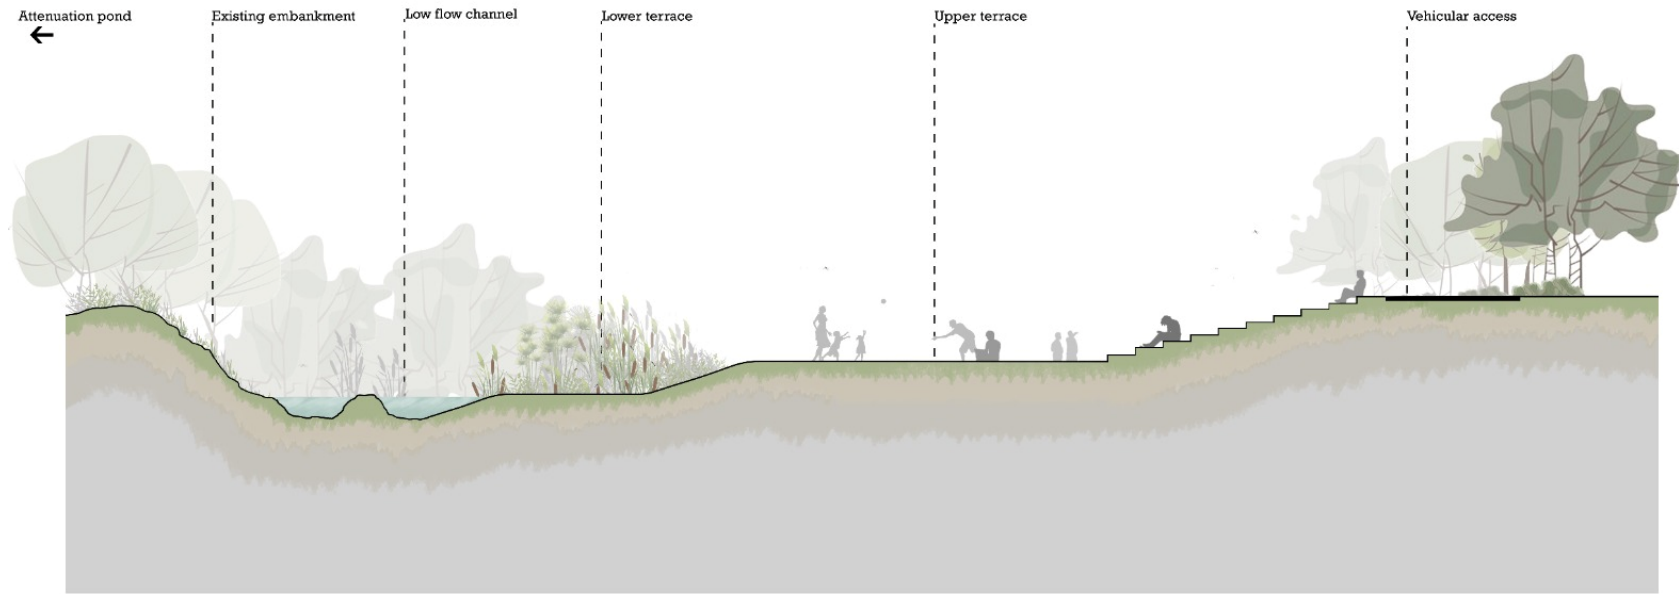 Attenuation pond
Existing embankment
Low flow channel
Lower terrace
Upper terrace
Vehicular access